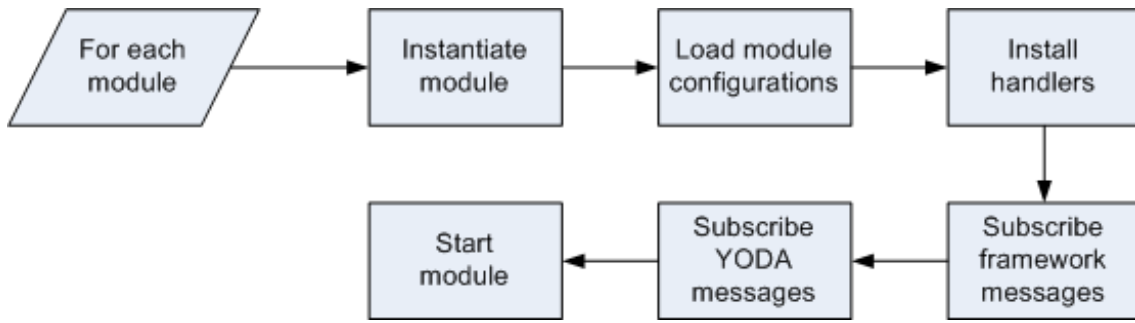 For each
module
Instantiate
module
Load module
configurations
Install
handlers
Subscribe
framework
messages
Subscribe
YODA
messages
Start
module